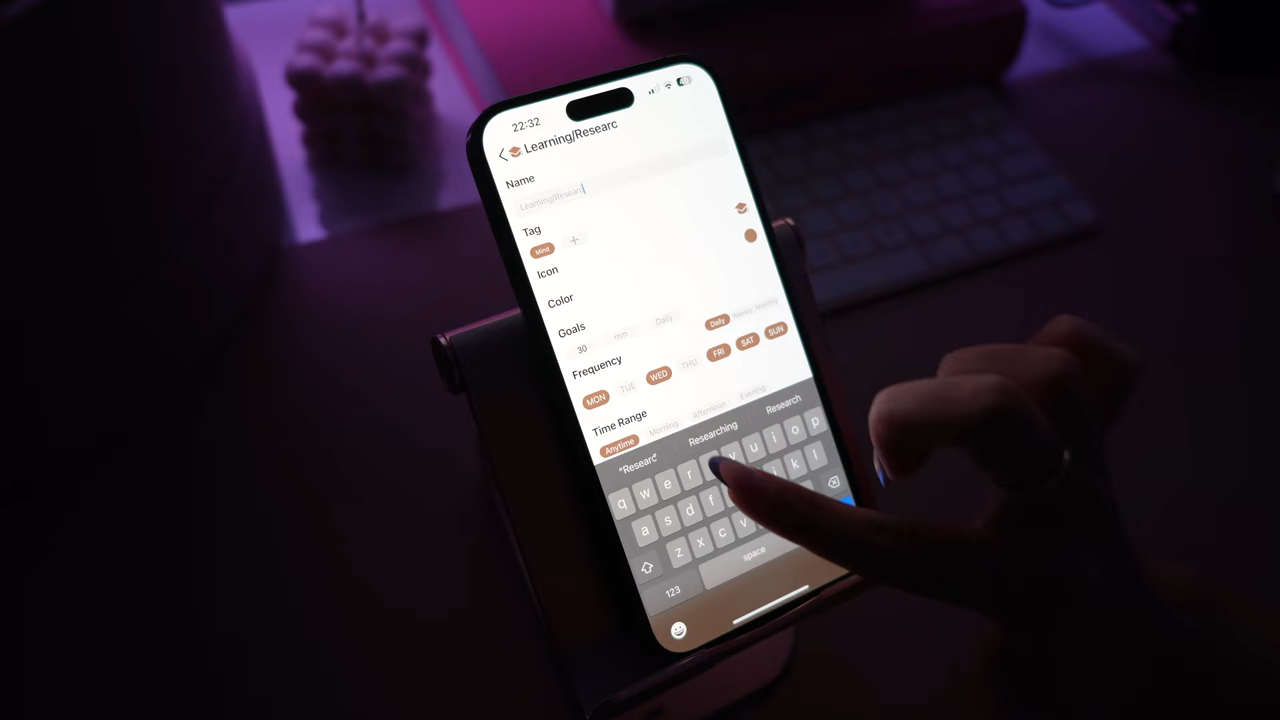 22:32
Learning/Researc
Name
Learning/Researc
Tag
Mind +
Icon
Color
Goals
30 min Daily
Daily Weekly Monthly
Frequency
MON TUE WED THU FRI SAT SUN
Time Range
Anytime Morning Afternoon Evening
"Researc" Researching Research
q w e r y u i o p
a s d f j k l
z x c v
123 space